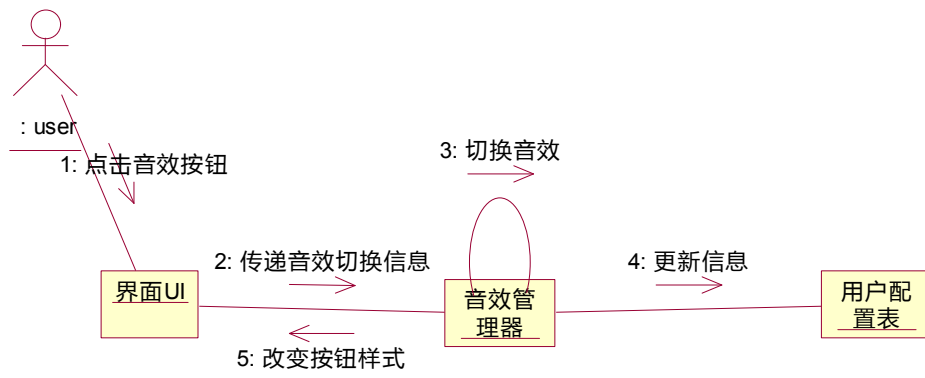 : user
1: 点击音效按钮
3: 切换音效
2: 传递音效切换信息
4: 更新信息
界面UI
音效管
理器
用户配
置表
5: 改变按钮样式